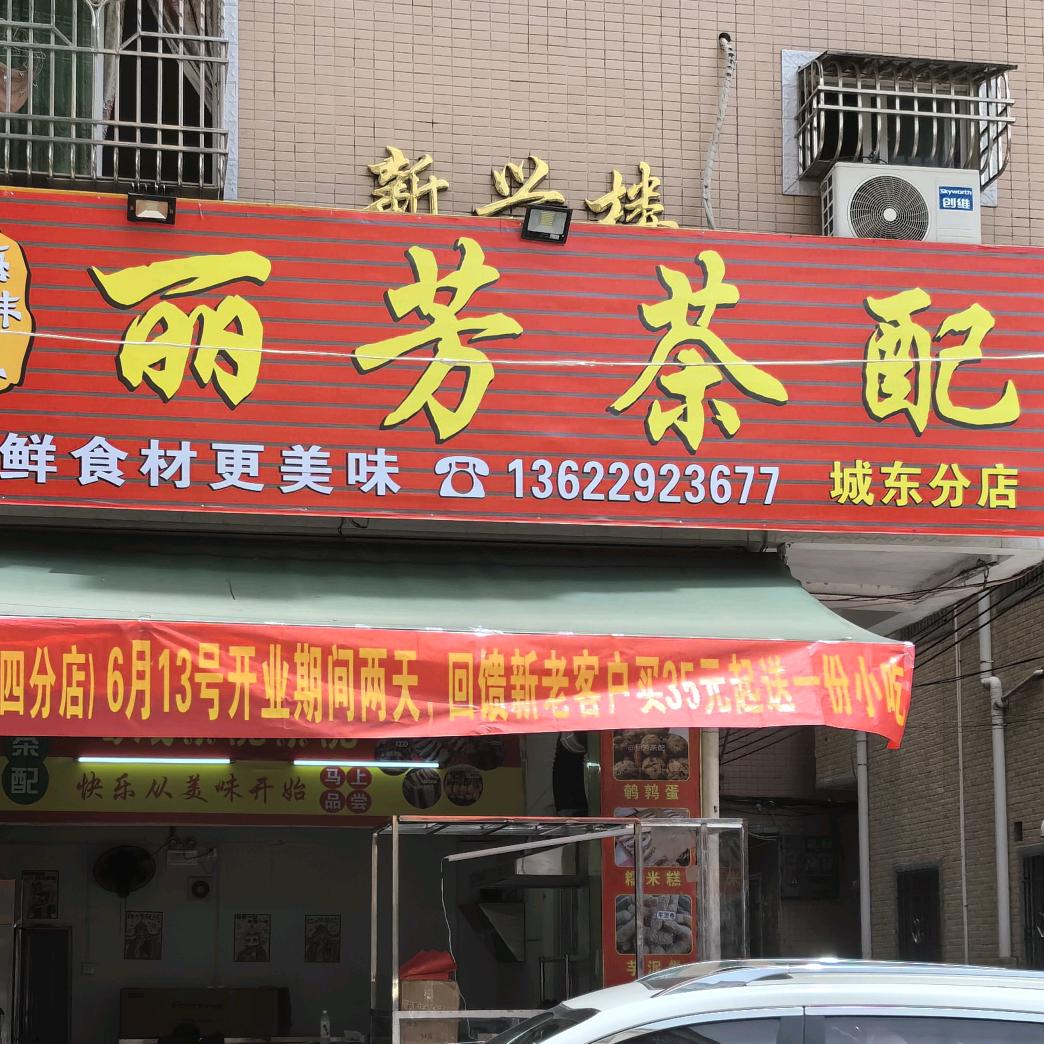 新兴楼
Skyworth
创维
丽芳茶配
鲜食材更美味 ☎ 13622923677 城东分店
四分店) 6月13号开业期间两天, 回馈新老客户买35元起送一份小吃
茶配
快乐从美味开始
马上品尝
鹌鹑蛋
糯米糕